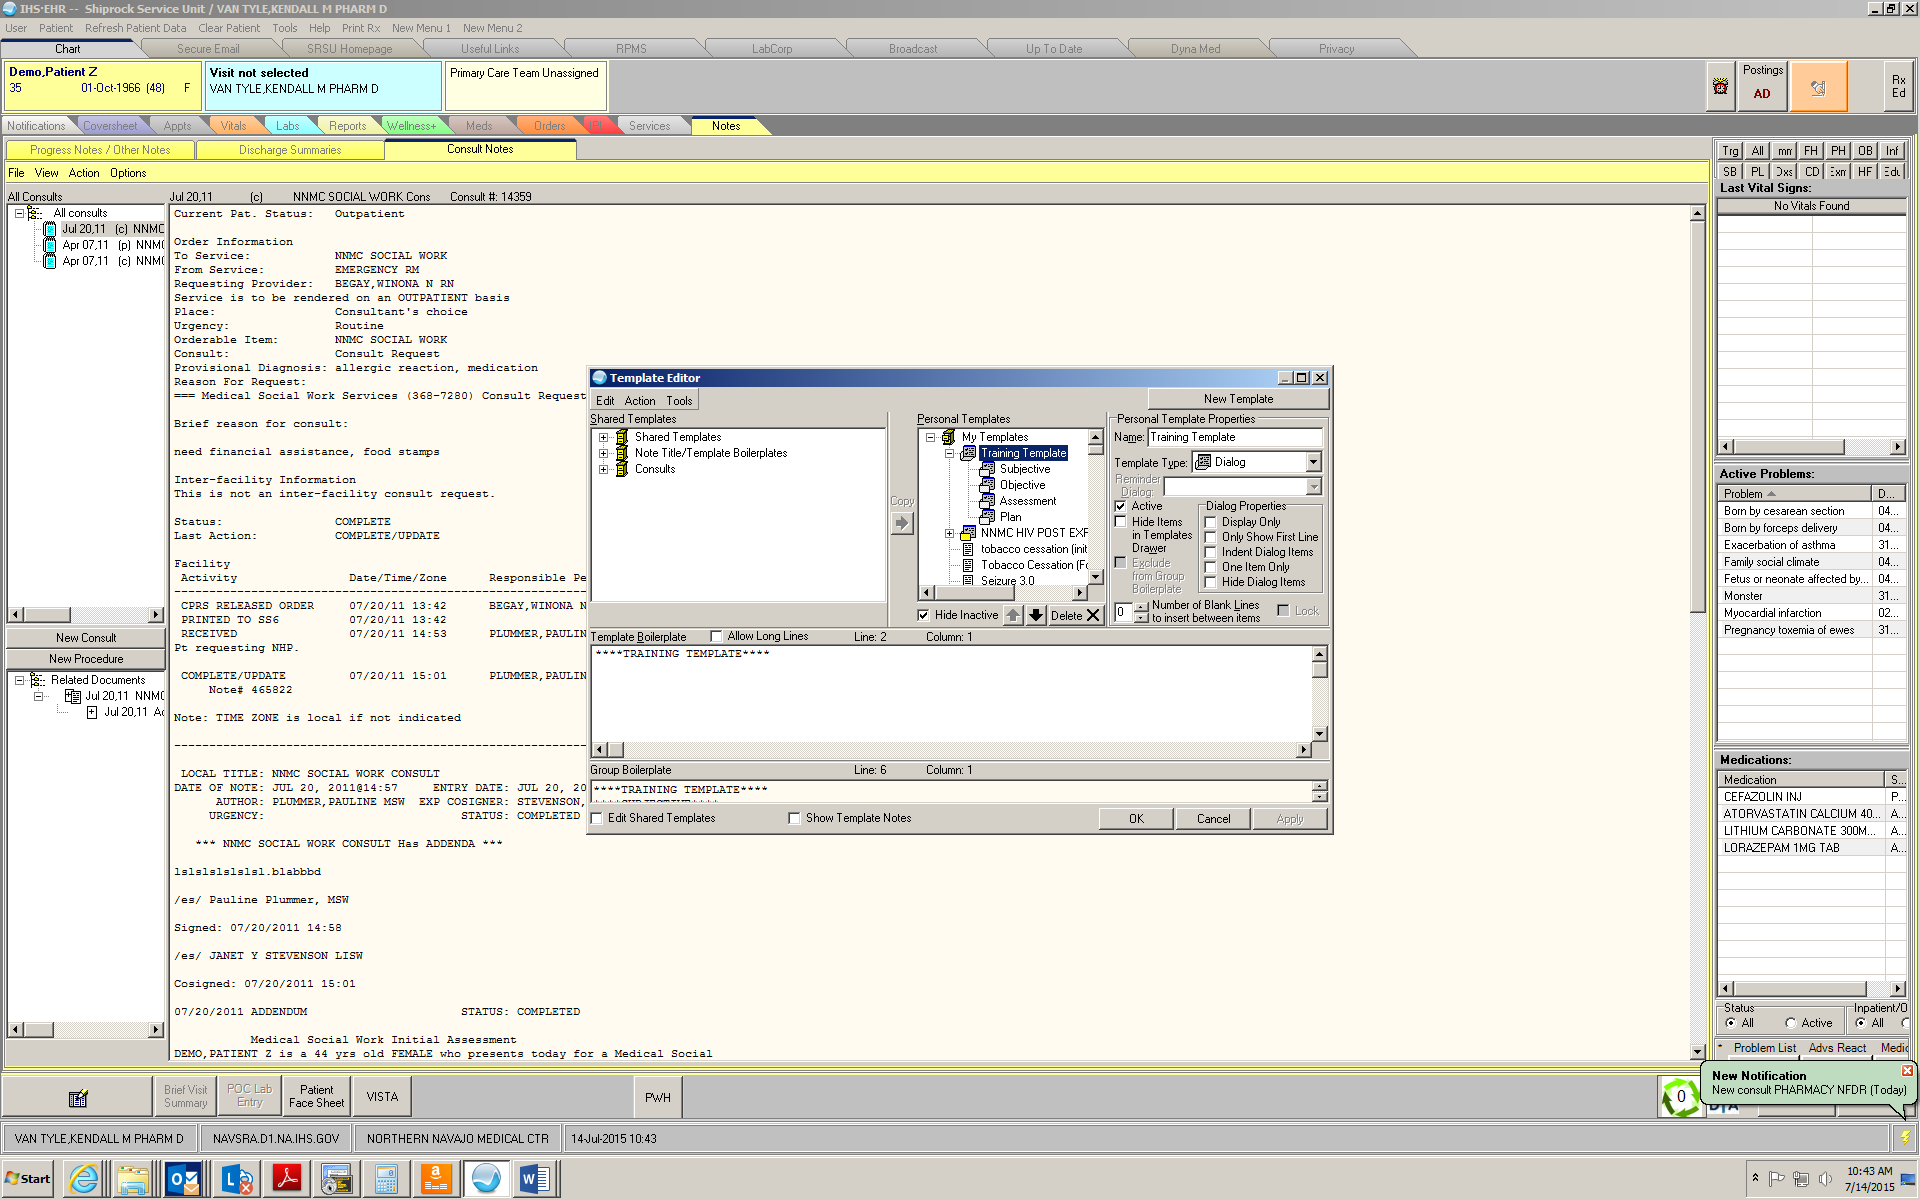 IHS-EHR -- Shiprock Service Unit / VAN TYLE,KENDALL M PHARM D
User Patient Refresh Patient Data Clear Patient Tools Help Print Rx New Menu 1 New Menu 2
Chart Secure Email SRSU Homepage Useful Links RPMS LabCorp Broadcast Up To Date Dyna Med Privacy
Demo,Patient Z
35 01-Oct-1966 (48) F
Visit not selected
VAN TYLE,KENDALL M PHARM D
Primary Care Team Unassigned
Postings
AD
Rx
Ed
Notifications Coversheet Appts Vitals Labs Reports Wellness+ Meds Orders Services Notes
Progress Notes / Other Notes Discharge Summaries Consult Notes
File View Action Options
All Consults
All consults
Jul 20,11 (c) NNMC
Apr 07,11 (p) NNMC
Apr 07,11 (c) NNMC
New Consult
New Procedure
Related Documents
Jul 20,11 NNMC
Jul 20,11 Ad
Jul 20,11 (c) NNMC SOCIAL WORK Cons Consult #: 14359
Current Pat. Status: Outpatient
Order Information
To Service: NNMC SOCIAL WORK
From Service: EMERGENCY RM
Requesting Provider: BEGAY,WINONA N RN
Service is to be rendered on an OUTPATIENT basis
Place: Consultant's choice
Urgency: Routine
Orderable Item: NNMC SOCIAL WORK
Consult: Consult Request
Provisional Diagnosis: allergic reaction, medication
Reason For Request:
=== Medical Social Work Services (368-7280) Consult Request
Brief reason for consult:
need financial assistance, food stamps
Inter-facility Information
This is not an inter-facility consult request.
Status: COMPLETE
Last Action: COMPLETE/UPDATE
Facility
Activity Date/Time/Zone Responsible Pe
CPRS RELEASED ORDER 07/20/11 13:42 BEGAY,WINONA N
PRINTED TO SS6 07/20/11 13:42
RECEIVED 07/20/11 14:53 PLUMMER,PAULIN
Pt requesting NHP.
COMPLETE/UPDATE 07/20/11 15:01 PLUMMER,PAULIN
Note# 465822
Note: TIME ZONE is local if not indicated
LOCAL TITLE: NNMC SOCIAL WORK CONSULT
DATE OF NOTE: JUL 20, 2011@14:57 ENTRY DATE: JUL 20, 20
AUTHOR: PLUMMER,PAULINE MSW EXP COSIGNER: STEVENSON,
URGENCY: STATUS: COMPLETED
*** NNMC SOCIAL WORK CONSULT Has ADDENDA ***
lslslslslslsl.blabbbd
/es/ Pauline Plummer, MSW
Signed: 07/20/2011 14:58
/es/ JANET Y STEVENSON LISW
Cosigned: 07/20/2011 15:01
07/20/2011 ADDENDUM STATUS: COMPLETED
Medical Social Work Initial Assessment
DEMO,PATIENT Z is a 44 yrs old FEMALE who presents today for a Medical Social
Template Editor
Edit Action Tools
New Template
Shared Templates
Shared Templates
Note Title/Template Boilerplates
Consults
Copy
Personal Templates
My Templates
Training Template
Subjective
Objective
Assessment
Plan
NNMC HIV POST EXP
tobacco cessation (init
Tobacco Cessation (Fo
Seizure 3.0
Hide Inactive Delete
Personal Template Properties
Name: Training Template
Template Type: Dialog
Reminder
Dialog:
Active
Hide Items
in Templates
Drawer
Exclude
from Group
Boilerplate
Dialog Properties
Display Only
Only Show First Line
Indent Dialog Items
One Item Only
Hide Dialog Items
0 Number of Blank Lines
to insert between items
Lock
Template Boilerplate Allow Long Lines Line: 2 Column: 1
****TRAINING TEMPLATE****
Group Boilerplate Line: 6 Column: 1
****TRAINING TEMPLATE****
****SUBJECTIVE****
Edit Shared Templates Show Template Notes OK Cancel Apply
Trg All FH PH OB Inf
SB PL CD HF
Last Vital Signs:
No Vitals Found
Active Problems:
Problem D...
Born by cesarean section 04...
Born by forceps delivery 04...
Exacerbation of asthma 31...
Family social climate 04...
Fetus or neonate affected by... 04...
Monster 31...
Myocardial infarction 02...
Pregnancy toxemia of ewes 31...
Medications:
Medication S...
CEFAZOLIN INJ P...
ATORVASTATIN CALCIUM 40... A...
LITHIUM CARBONATE 300M... A...
LORAZEPAM 1MG TAB A...
Status
All Active
Inpatient/O
All
* Problem List Advs React Medic
New Notification
New consult PHARMACY NFDR (Today)
Brief Visit
Summary
POC Lab
Entry
Patient
Face Sheet
VISTA
PWH
0
VAN TYLE,KENDALL M PHARM D NAVSRA.D1.NA.IHS.GOV NORTHERN NAVAJO MEDICAL CTR 14-Jul-2015 10:43
Start
10:43 AM
7/14/2015